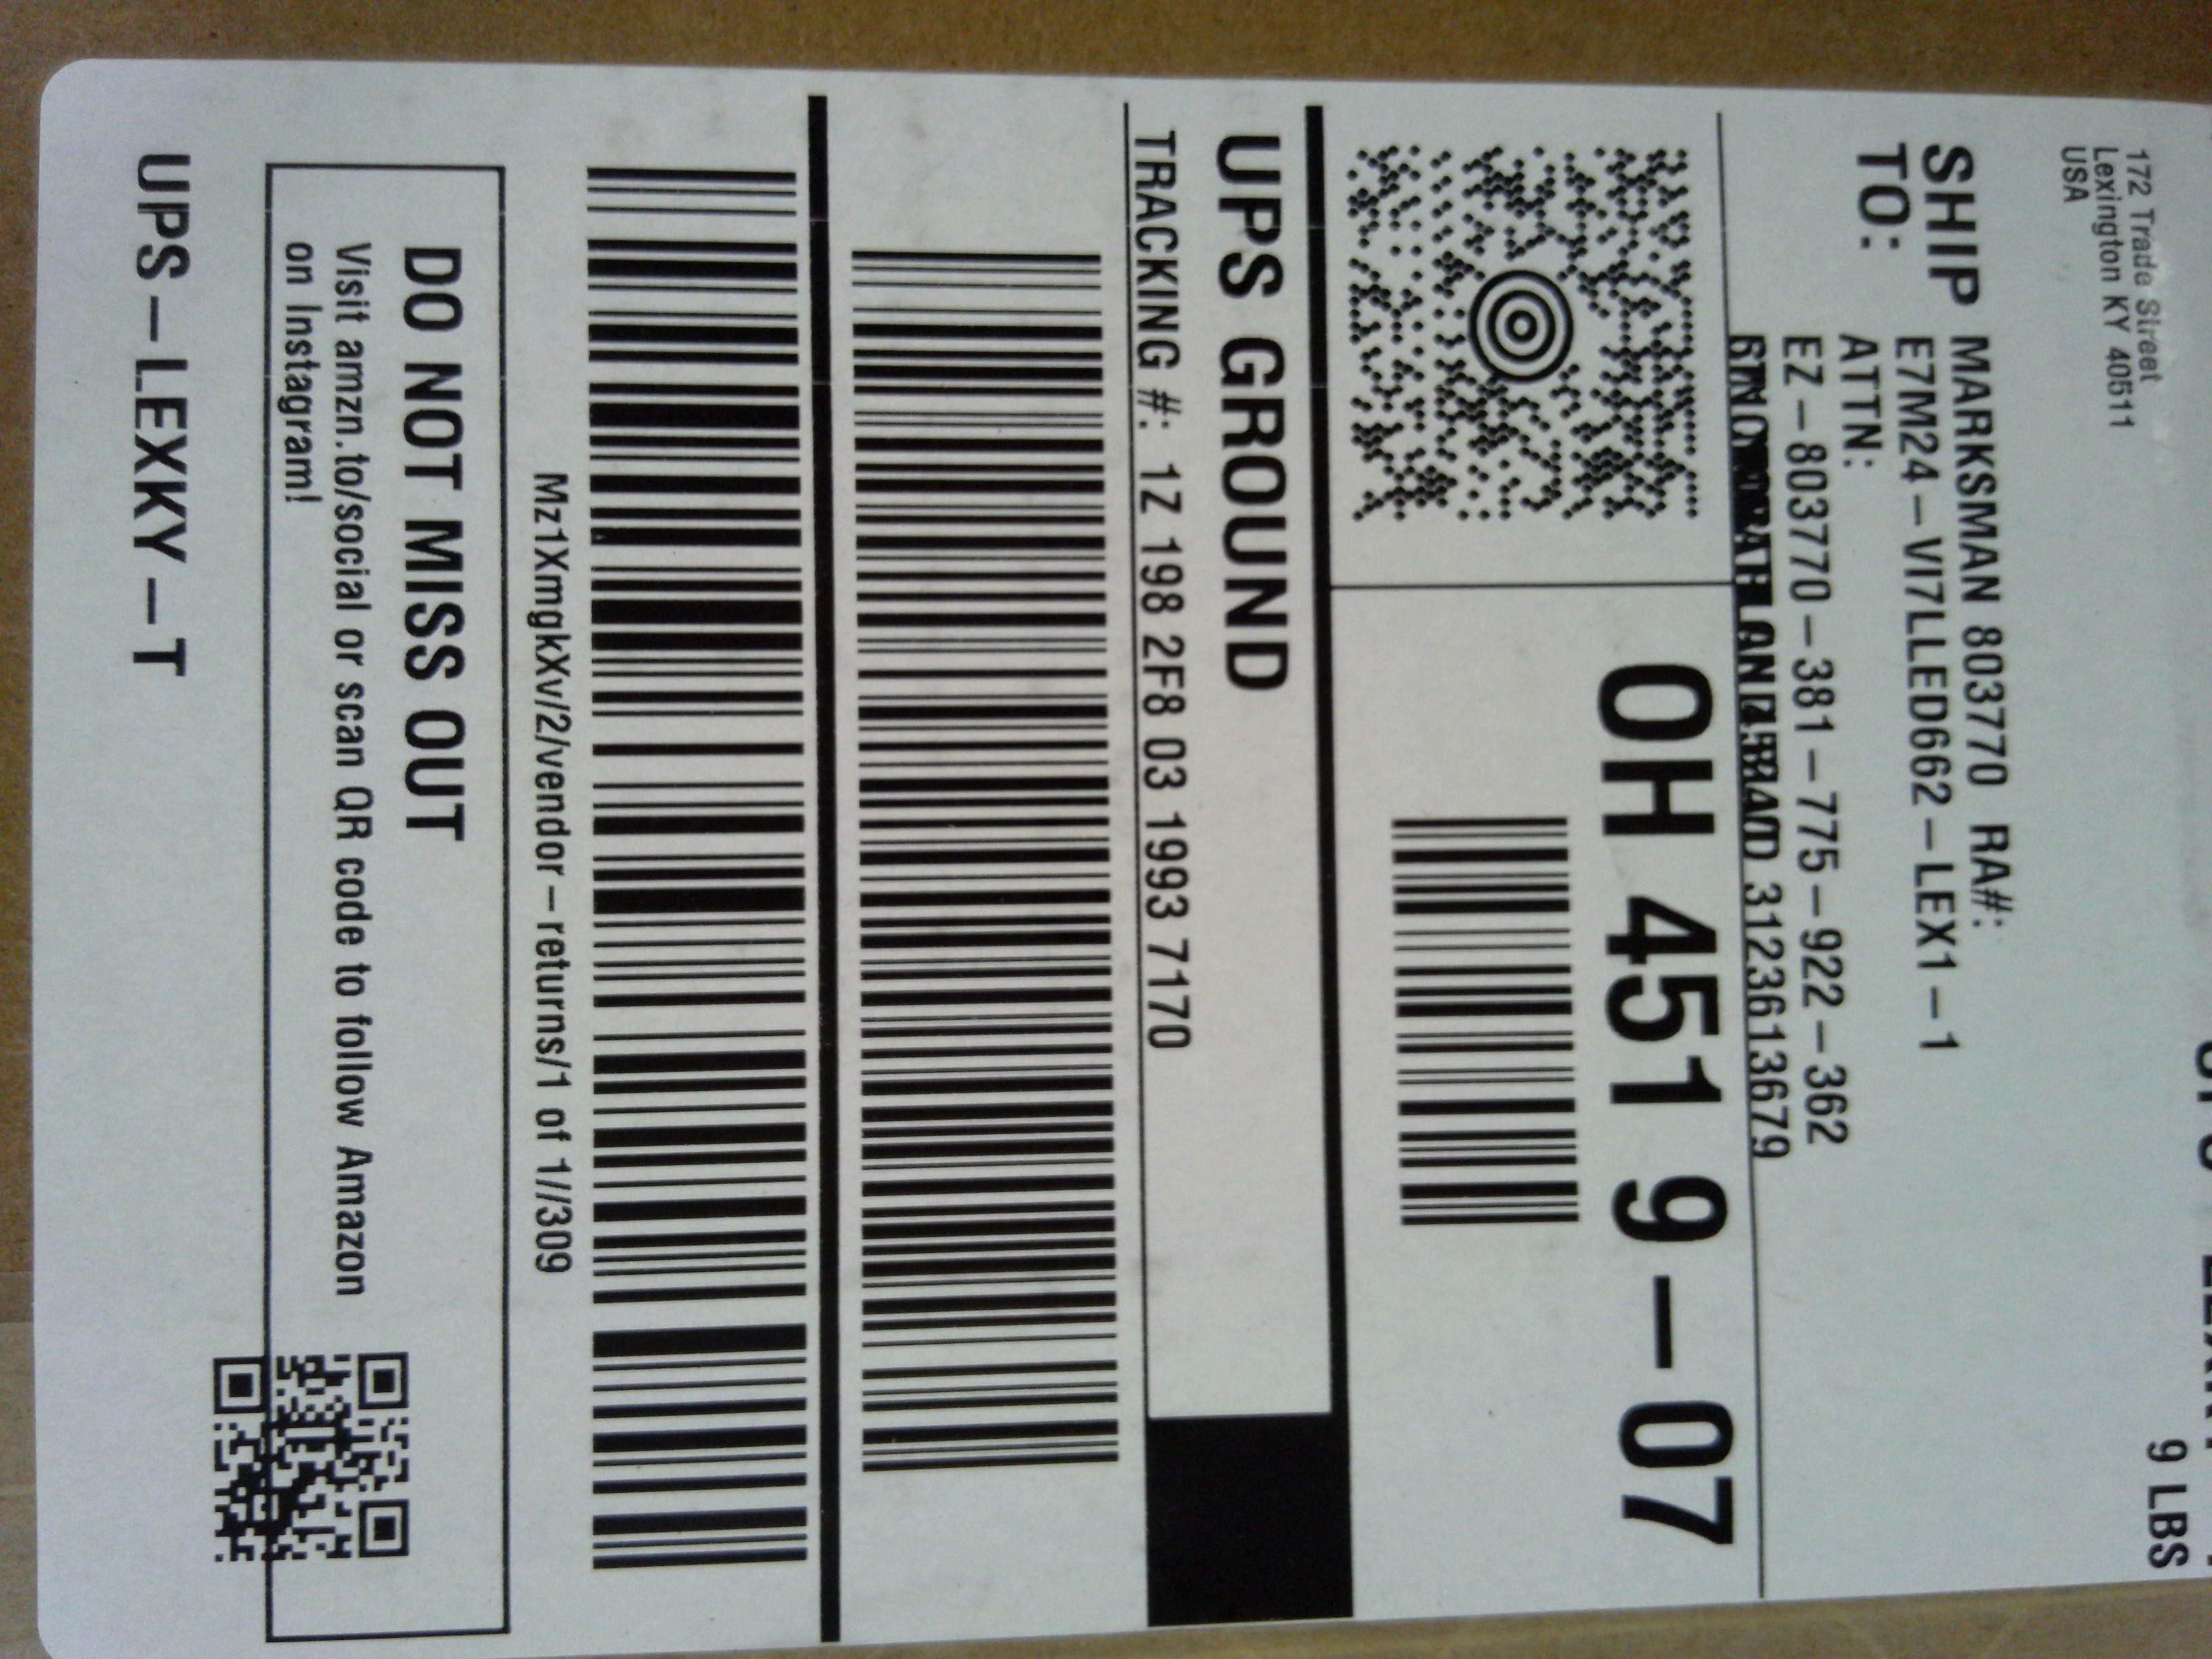 9 LBS
172 Trade Street
Lexington KY 40511
USA
SHIP TO:
MARKSMAN 803770 RA#:
E7M24-VI7LLED662-LEX1-1
ATTN:
EZ-803770-381-775-922-362
3123613679
OH 451 9-07
UPS GROUND
TRACKING #: 1Z 198 2F8 03 1993 7170
Mz1XmgkXv/2/vendor-returns/1 of 1//309
DO NOT MISS OUT
Visit amzn.to/social or scan QR code to follow Amazon
on Instagram!
UPS-LEXKY-T